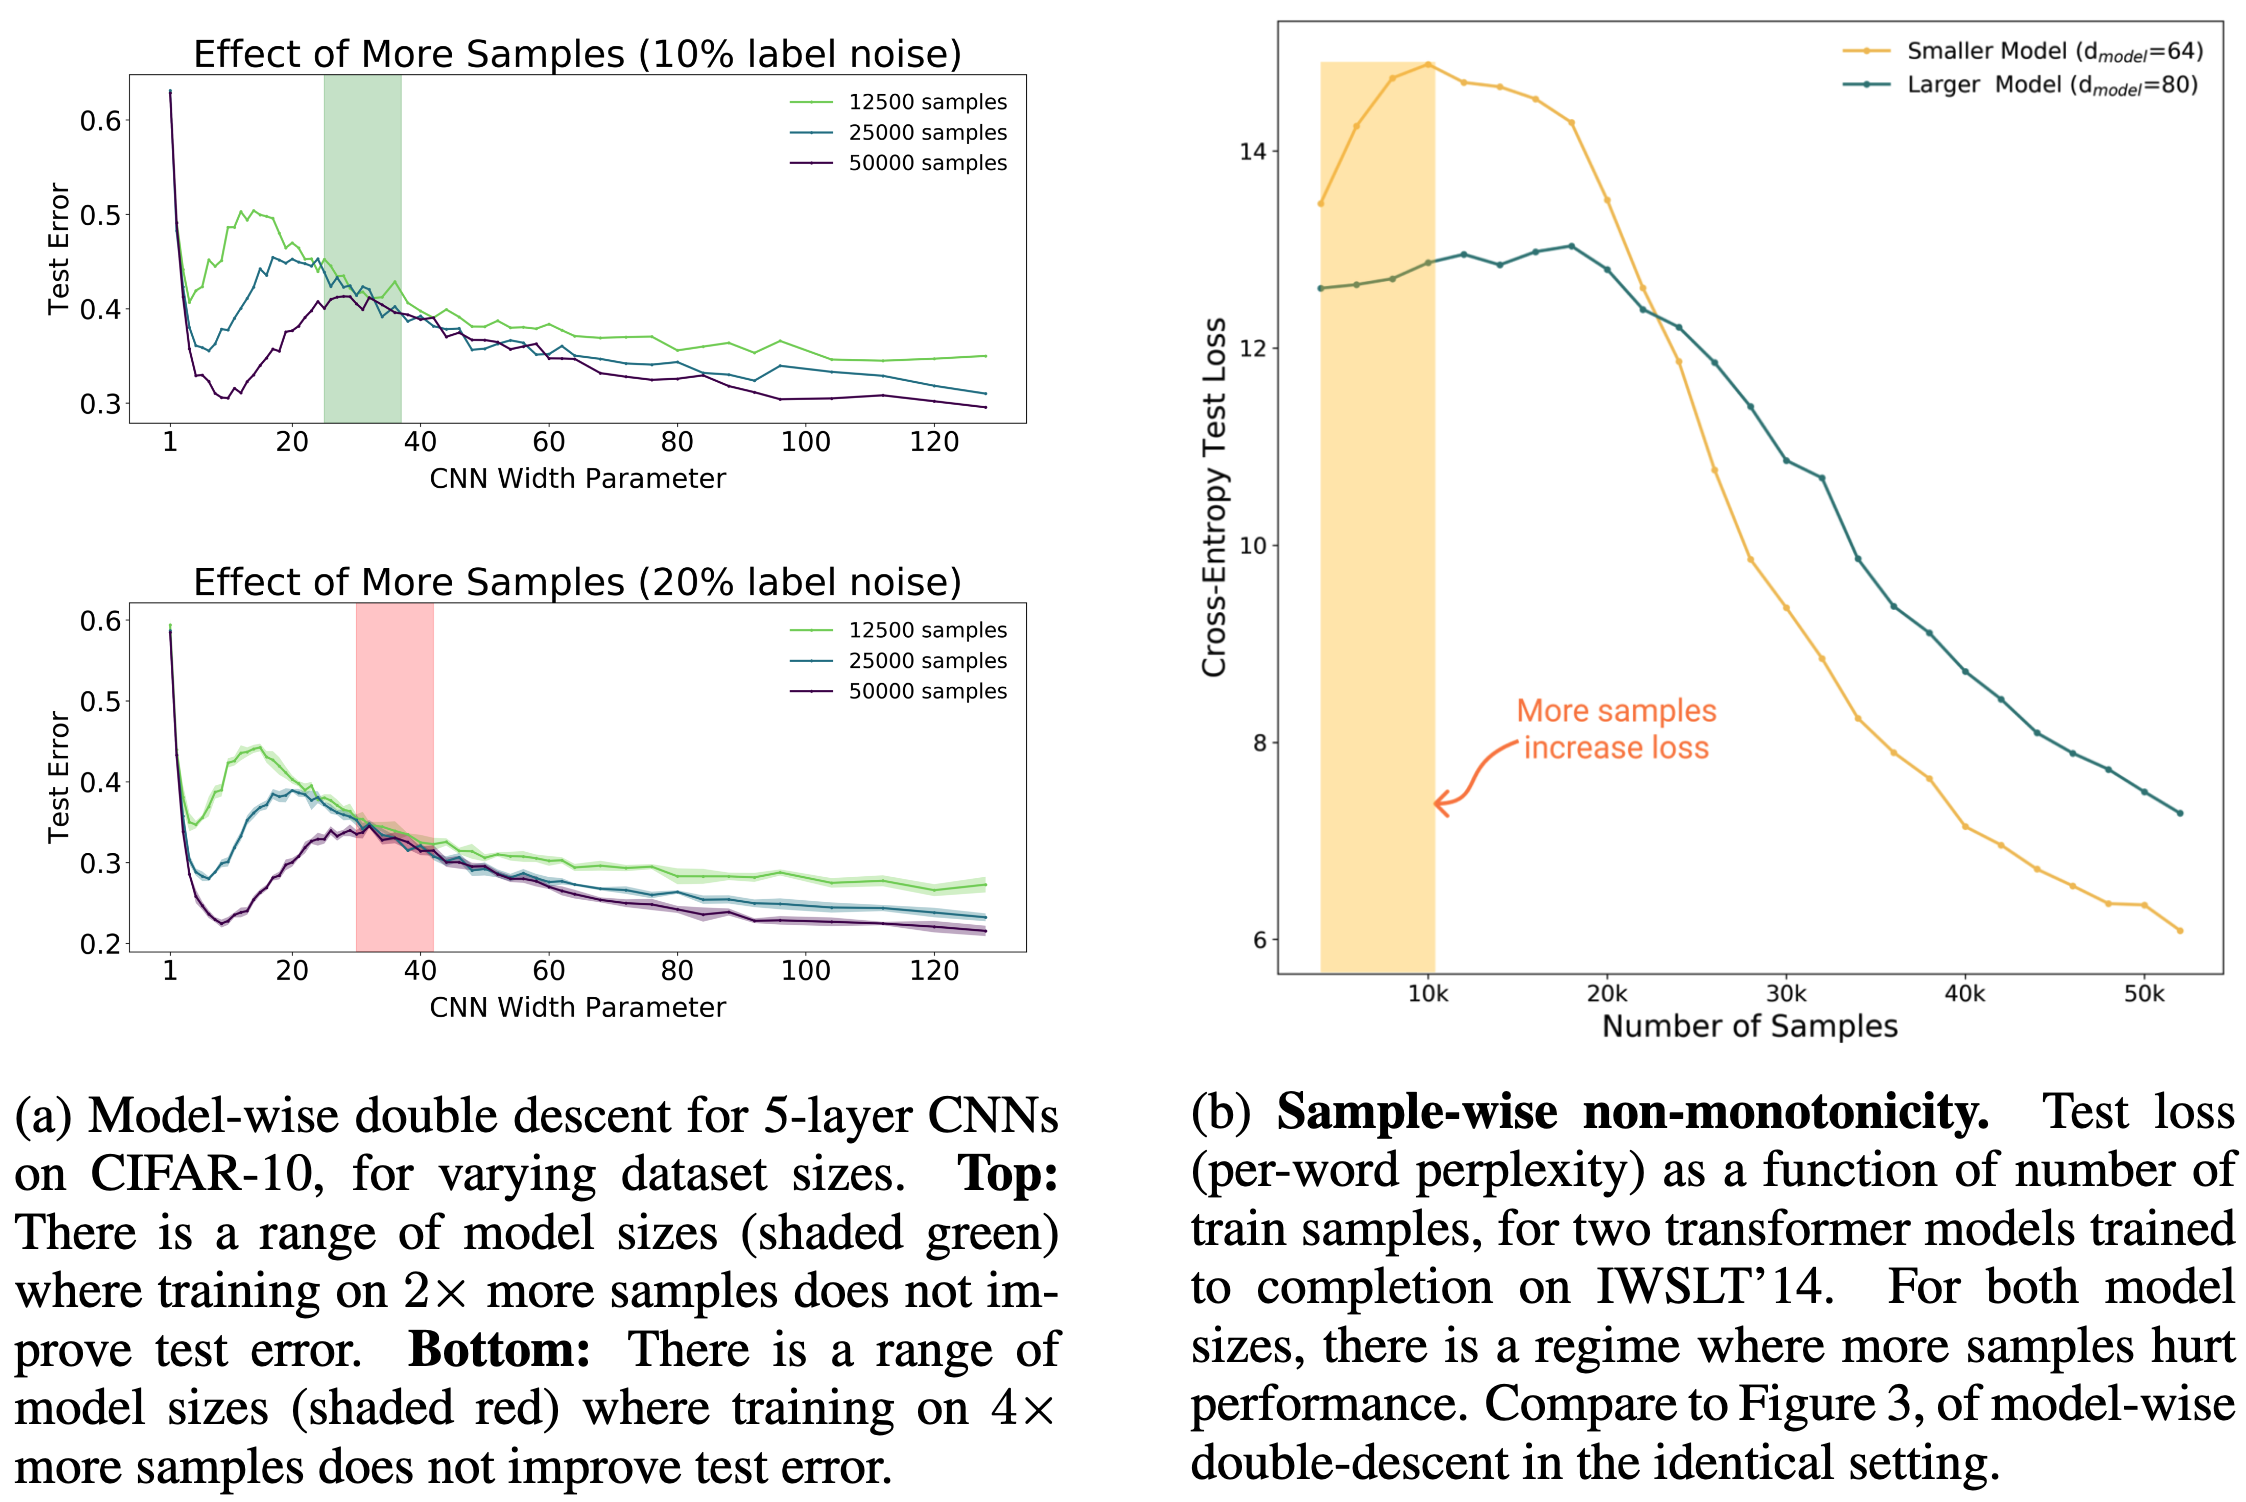 Effect of More Samples (10% label noise)
12500 samples
25000 samples
50000 samples
Test Error
0.6
0.5
0.4
0.3
1 20 40 60 80 100 120
CNN Width Parameter
Effect of More Samples (20% label noise)
12500 samples
25000 samples
50000 samples
Test Error
0.6
0.5
0.4
0.3
0.2
1 20 40 60 80 100 120
CNN Width Parameter
(a) Model-wise double descent for 5-layer CNNs
on CIFAR-10, for varying dataset sizes. Top:
There is a range of model sizes (shaded green)
where training on 2× more samples does not im-
prove test error. Bottom: There is a range of
model sizes (shaded red) where training on 4×
more samples does not improve test error.
Smaller Model (dmodel=64)
Larger Model (dmodel=80)
Cross-Entropy Test Loss
14
12
10
8
6
More samples
increase loss
10k 20k 30k 40k 50k
Number of Samples
(b) Sample-wise non-monotonicity. Test loss
(per-word perplexity) as a function of number of
train samples, for two transformer models trained
to completion on IWSLT’14. For both model
sizes, there is a regime where more samples hurt
performance. Compare to Figure 3, of model-wise
double-descent in the identical setting.